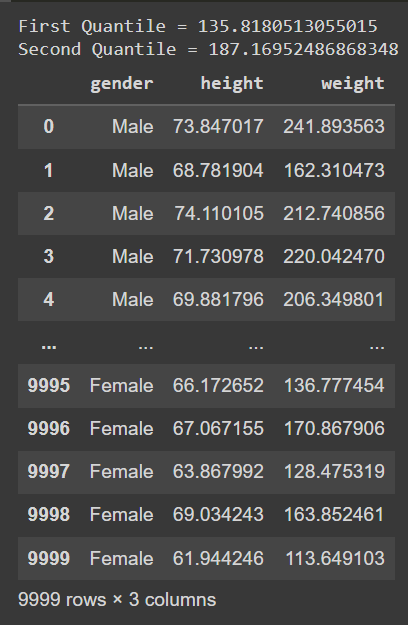 First Quantile = 135.8180513055015
Second Quantile = 187.16952486868348
gender height weight
0 Male 73.847017 241.893563
1 Male 68.781904 162.310473
2 Male 74.110105 212.740856
3 Male 71.730978 220.042470
4 Male 69.881796 206.349801
... ... ... ...
9995 Female 66.172652 136.777454
9996 Female 67.067155 170.867906
9997 Female 63.867992 128.475319
9998 Female 69.034243 163.852461
9999 Female 61.944246 113.649103
9999 rows × 3 columns